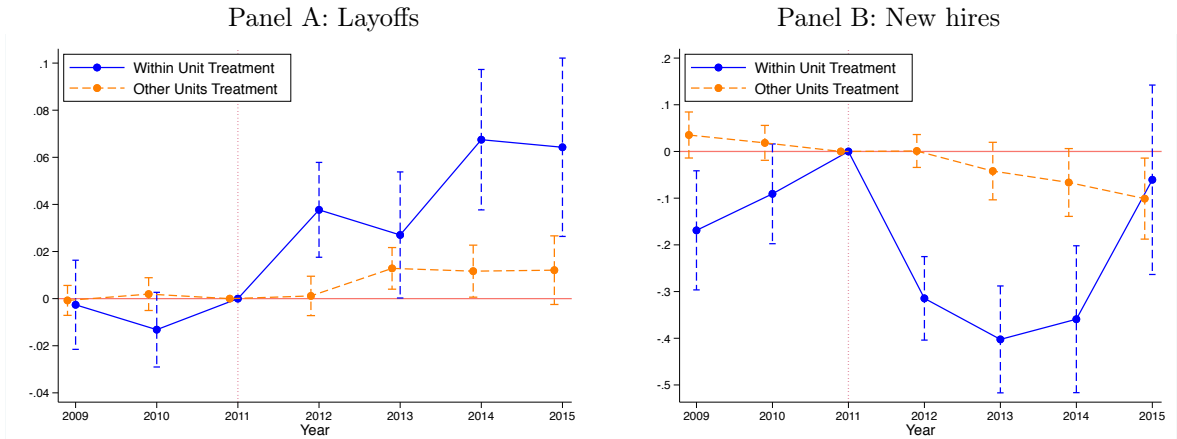 Panel A: Layoffs
Within Unit Treatment
Other Units Treatment
.1
.08
.06
.04
.02
0
-.02
-.04
2009 2010 2011 2012 2013 2014 2015
Year
Panel B: New hires
Within Unit Treatment
Other Units Treatment
.2
.1
0
-.1
-.2
-.3
-.4
-.5
2009 2010 2011 2012 2013 2014 2015
Year